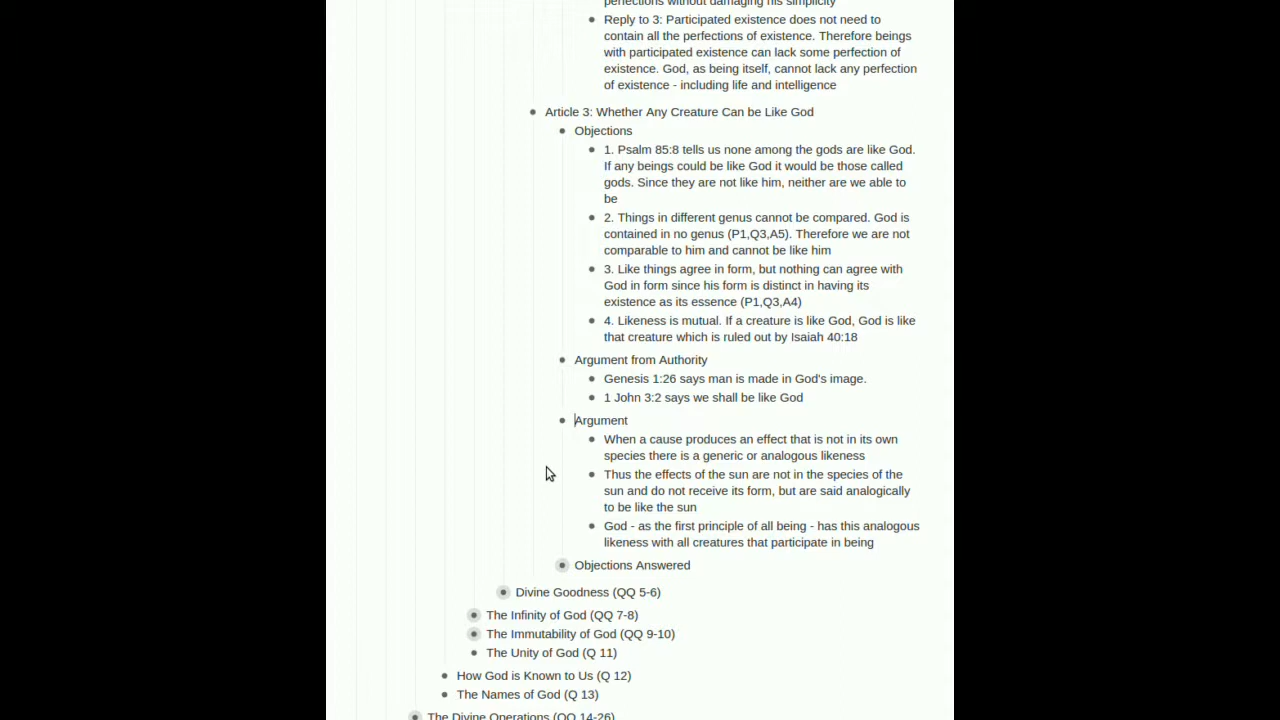 perfections without damaging his simplicity
Reply to 3: Participated existence does not need to
contain all the perfections of existence. Therefore beings
with participated existence can lack some perfection of
existence. God, as being itself, cannot lack any perfection
of existence - including life and intelligence
Article 3: Whether Any Creature Can be Like God
Objections
1. Psalm 85:8 tells us none among the gods are like God.
If any beings could be like God it would be those called
gods. Since they are not like him, neither are we able to
be
2. Things in different genus cannot be compared. God is
contained in no genus (P1,Q3,A5). Therefore we are not
comparable to him and cannot be like him
3. Like things agree in form, but nothing can agree with
God in form since his form is distinct in having its
existence as its essence (P1,Q3,A4)
4. Likeness is mutual. If a creature is like God, God is like
that creature which is ruled out by Isaiah 40:18
Argument from Authority
Genesis 1:26 says man is made in God's image.
1 John 3:2 says we shall be like God
Argument
When a cause produces an effect that is not in its own
species there is a generic or analogous likeness
Thus the effects of the sun are not in the species of the
sun and do not receive its form, but are said analogically
to be like the sun
God - as the first principle of all being - has this analogous
likeness with all creatures that participate in being
Objections Answered
Divine Goodness (QQ 5-6)
The Infinity of God (QQ 7-8)
The Immutability of God (QQ 9-10)
The Unity of God (Q 11)
How God is Known to Us (Q 12)
The Names of God (Q 13)
The Divine Operations (QQ 14-26)